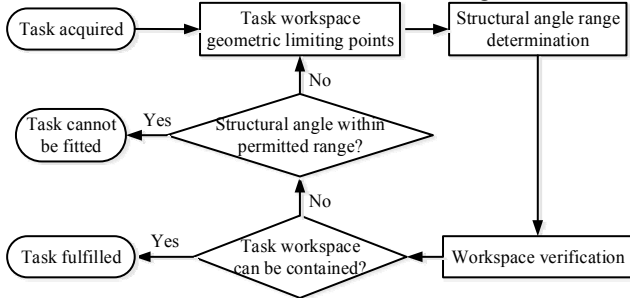 Task acquired
Task workspace
geometric limiting points
Structural angle range
determination
No
Task cannot
be fitted
Yes
Structural angle within
permitted range?
No
Task fulfilled
Yes
Task workspace
can be contained?
Workspace verification